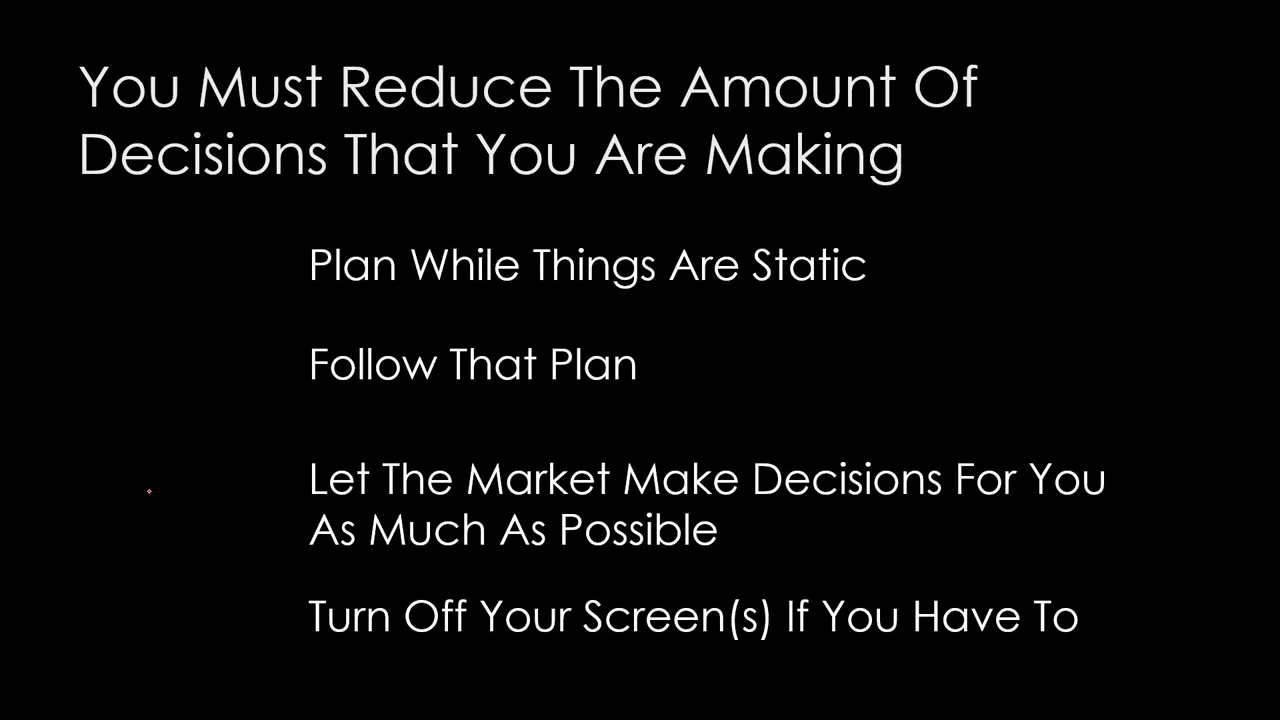 You Must Reduce The Amount Of
Decisions That You Are Making
Plan While Things Are Static
Follow That Plan
Let The Market Make Decisions For You
As Much As Possible
Turn Off Your Screen(s) If You Have To